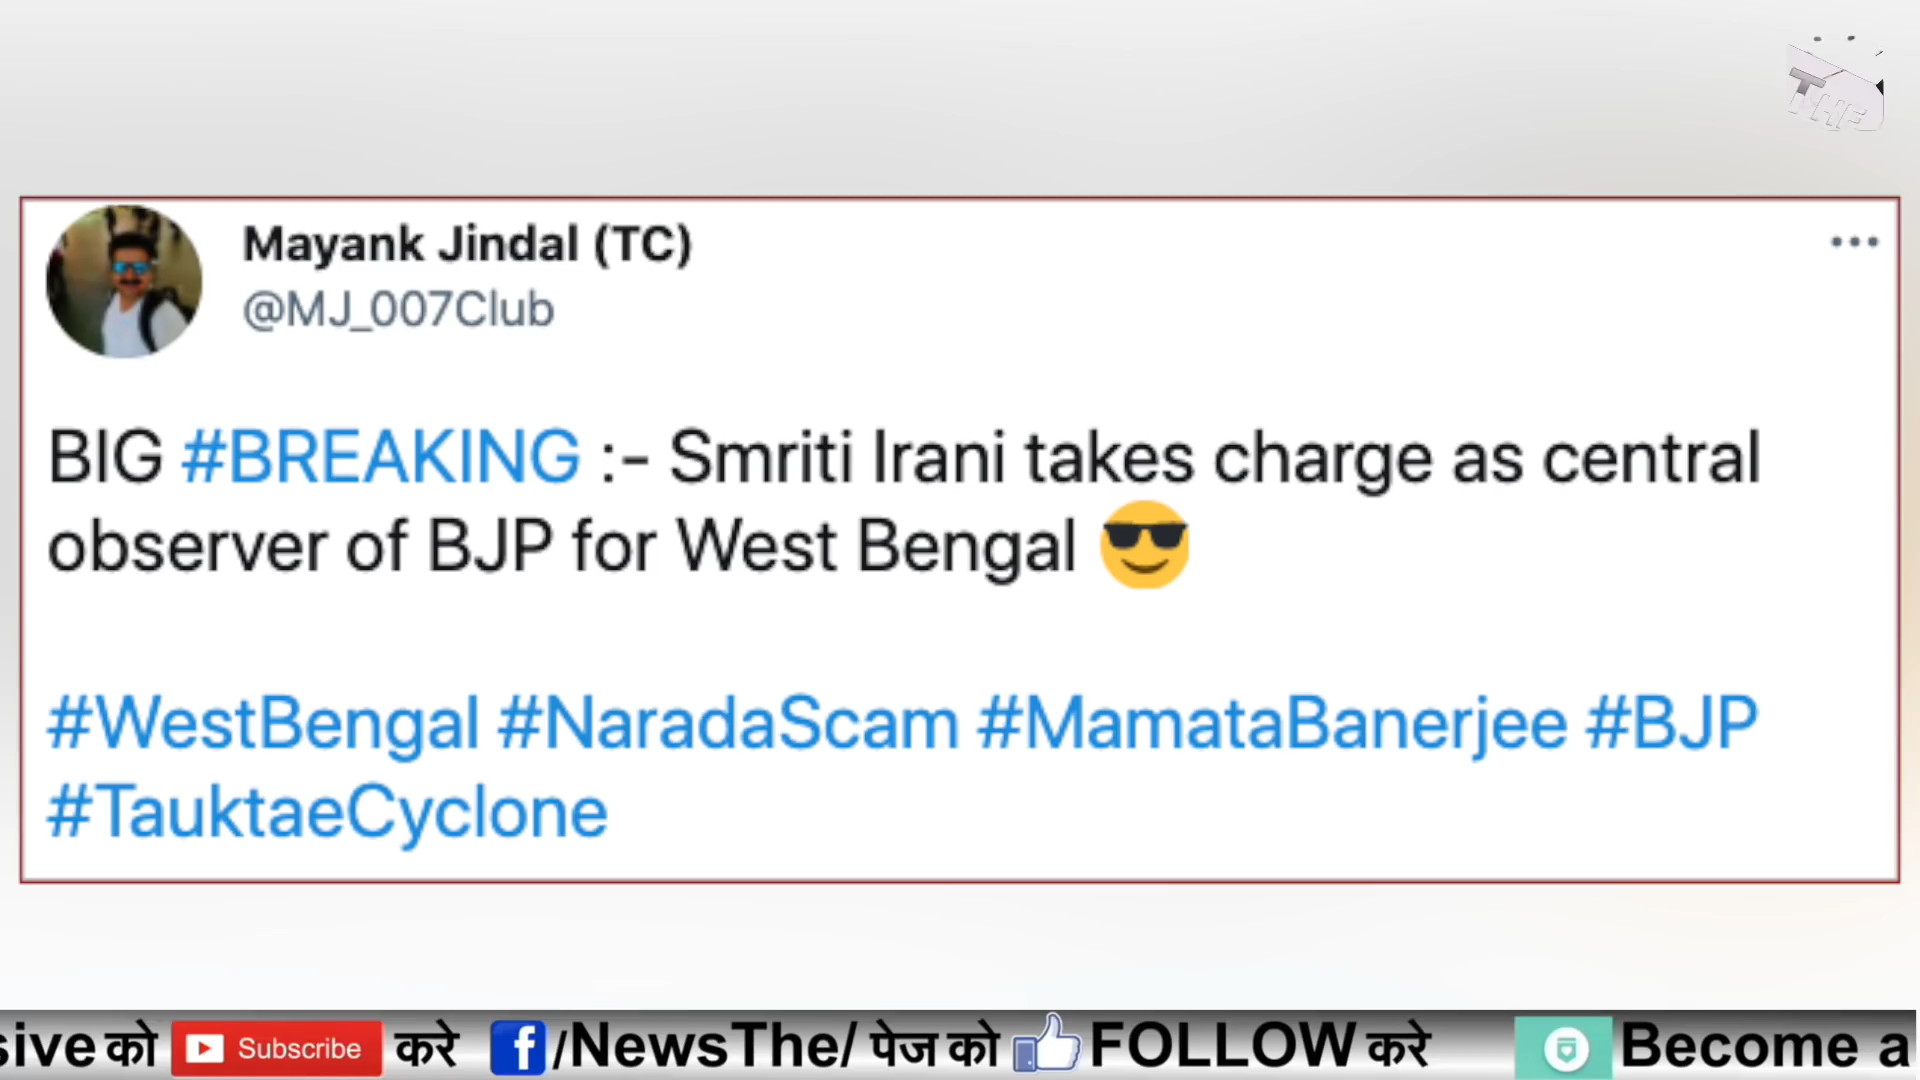 THE
Mayank Jindal (TC)
@MJ_007Club
BIG #BREAKING :- Smriti Irani takes charge as central
observer of BJP for West Bengal 😎
#WestBengal #NaradaScam #MamataBanerjee #BJP
#TauktaeCyclone
sive को Subscribe करे f/NewsThe/ पेज को FOLLOW करे Become a